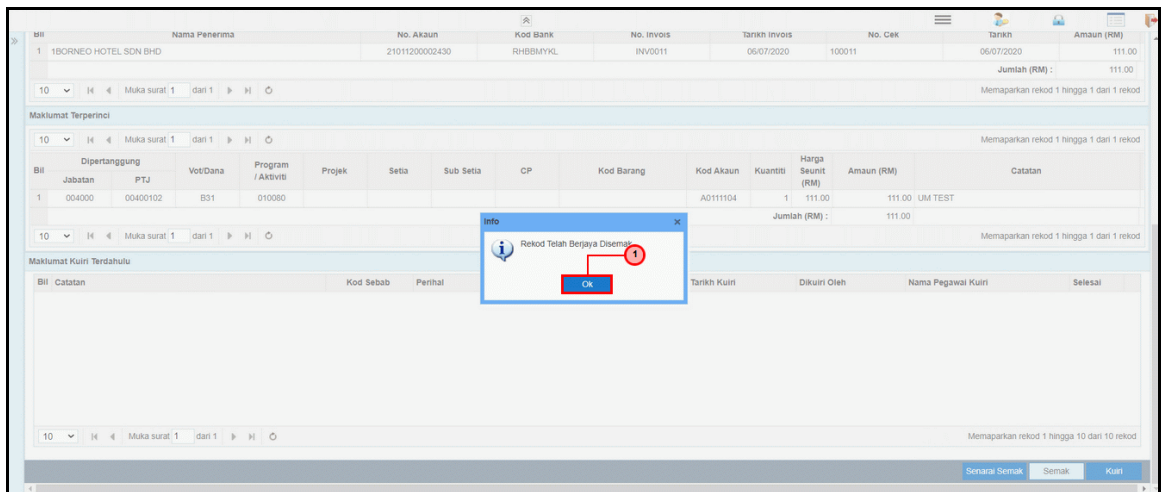 Bil Nama Penerima No. Akaun Kod Bank No. Invois Tarikh Invois No. Cek Tarikh Amaun (RM)
1 1BORNEO HOTEL SDN BHD 21011200002430 RHBBMYKL INV0011 06/07/2020 100011 06/07/2020 111.00
Jumlah (RM) : 111.00
10 Muka surat 1 dari 1 Memaparkan rekod 1 hingga 1 dari 1 rekod
Maklumat Terperinci
10 Muka surat 1 dari 1 Memaparkan rekod 1 hingga 1 dari 1 rekod
Bil Dipertanggung Vot/Dana Program / Aktiviti Projek Setia Sub Setia CP Kod Barang Kod Akaun Kuantiti Harga Seunit (RM) Amaun (RM) Catatan
Jabatan PTJ
1 004000 00400102 B31 010080 A0111104 1 111.00 111.00 UM TEST
Jumlah (RM) : 111.00
10 Muka surat 1 dari 1 Memaparkan rekod 1 hingga 1 dari 1 rekod
Info
Rekod Telah Berjaya Disemak
1
Ok
Maklumat Kuiri Terdahulu
Bil Catatan Kod Sebab Perihal Tarikh Kuiri Dikuiri Oleh Nama Pegawai Kuiri Selesai
10 Muka surat 1 dari 1 Memaparkan rekod 1 hingga 10 dari 10 rekod
Senarai Semak Semak Kuiri